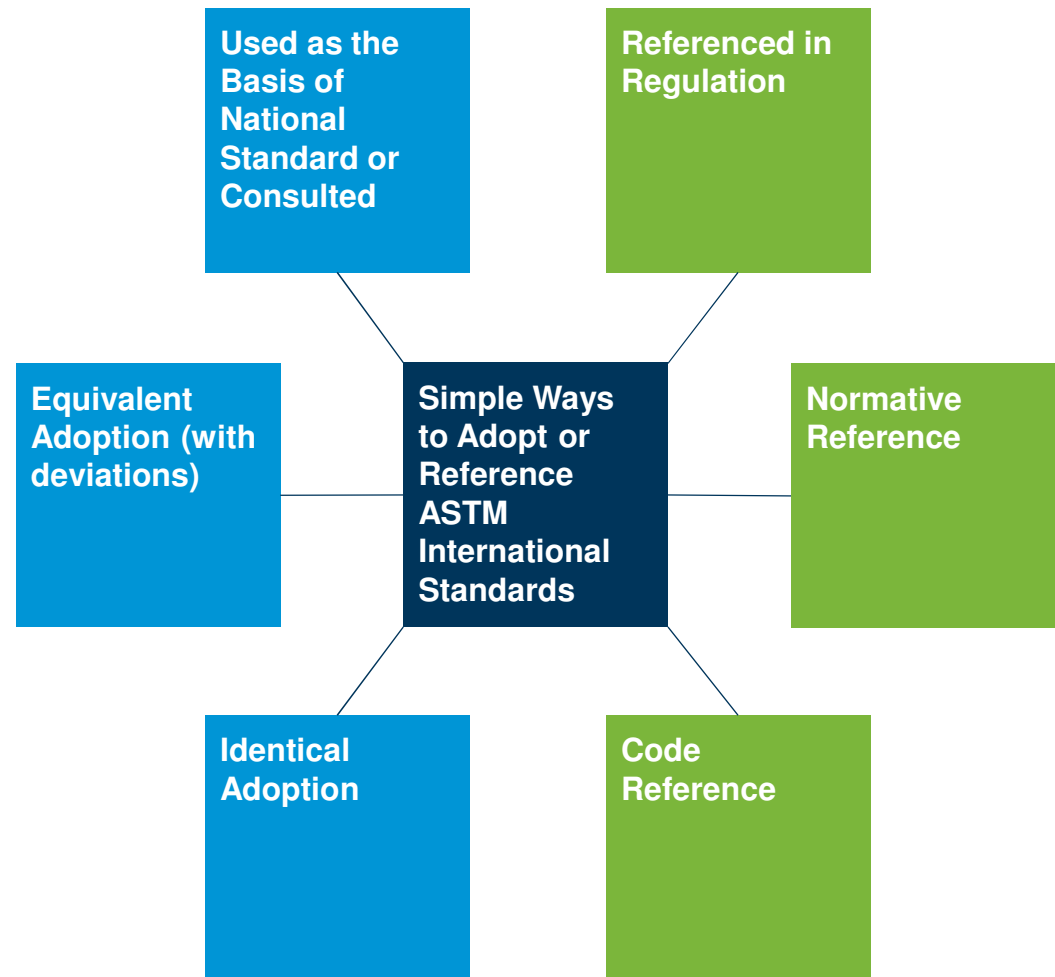 Used as the
Basis of
National
Standard or
Consulted
Referenced in
Regulation
Equivalent
Adoption (with
deviations)
Simple Ways
to Adopt or
Reference
ASTM
International
Standards
Normative
Reference
Identical
Adoption
Code
Reference